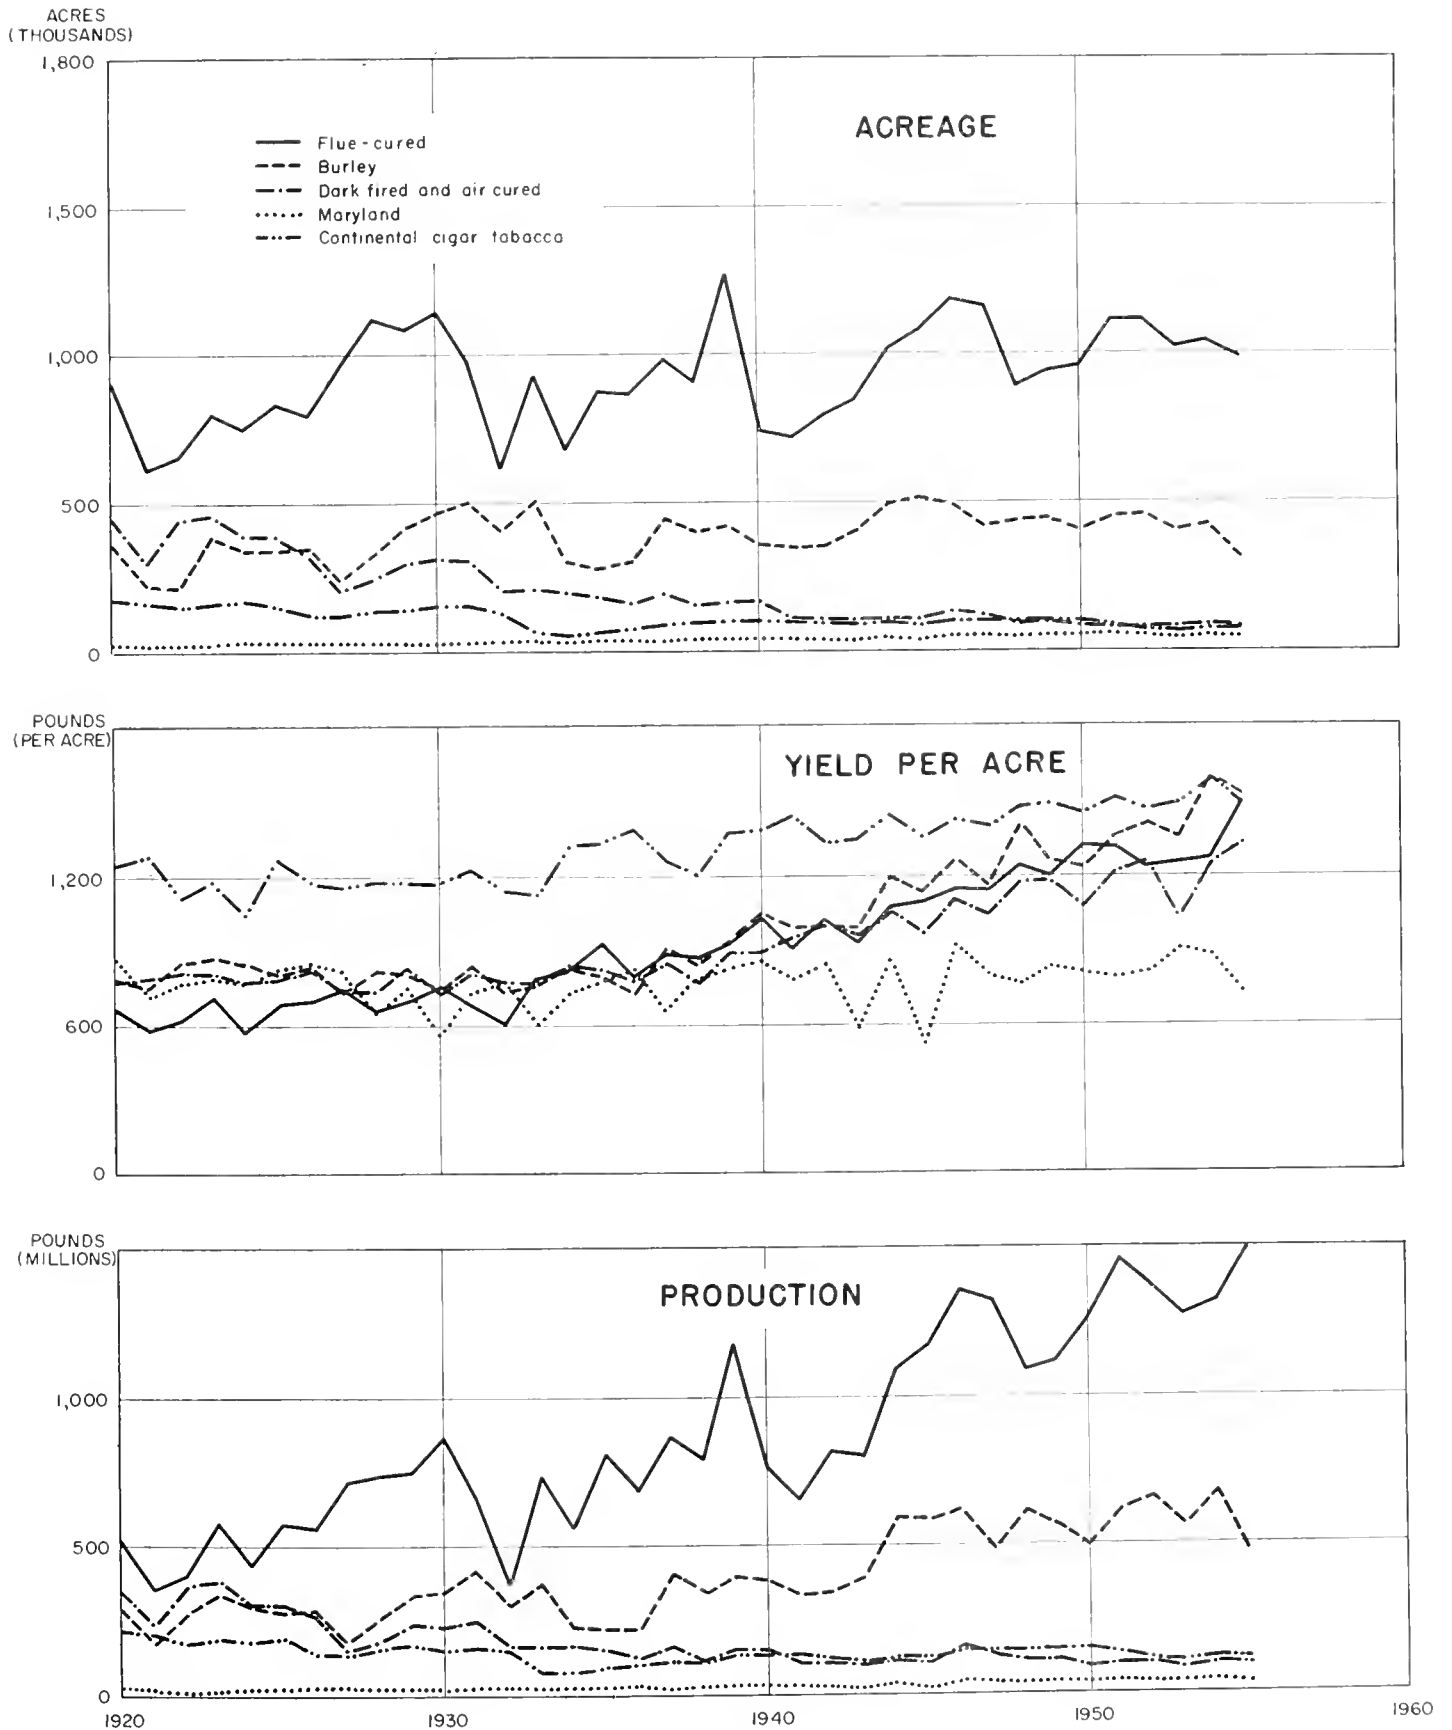 ACRES
(THOUSANDS)
1,800
ACREAGE
Flue-cured
Burley
Dark fired and air cured
1,500
Maryland
Continental cigar tobacco
1,000
500
0
POUNDS
(PER ACRE)
YIELD PER ACRE
1,200
600
0
POUNDS
(MILLIONS)
PRODUCTION
1,000
500
0
1920 1930 1940 1950 1960